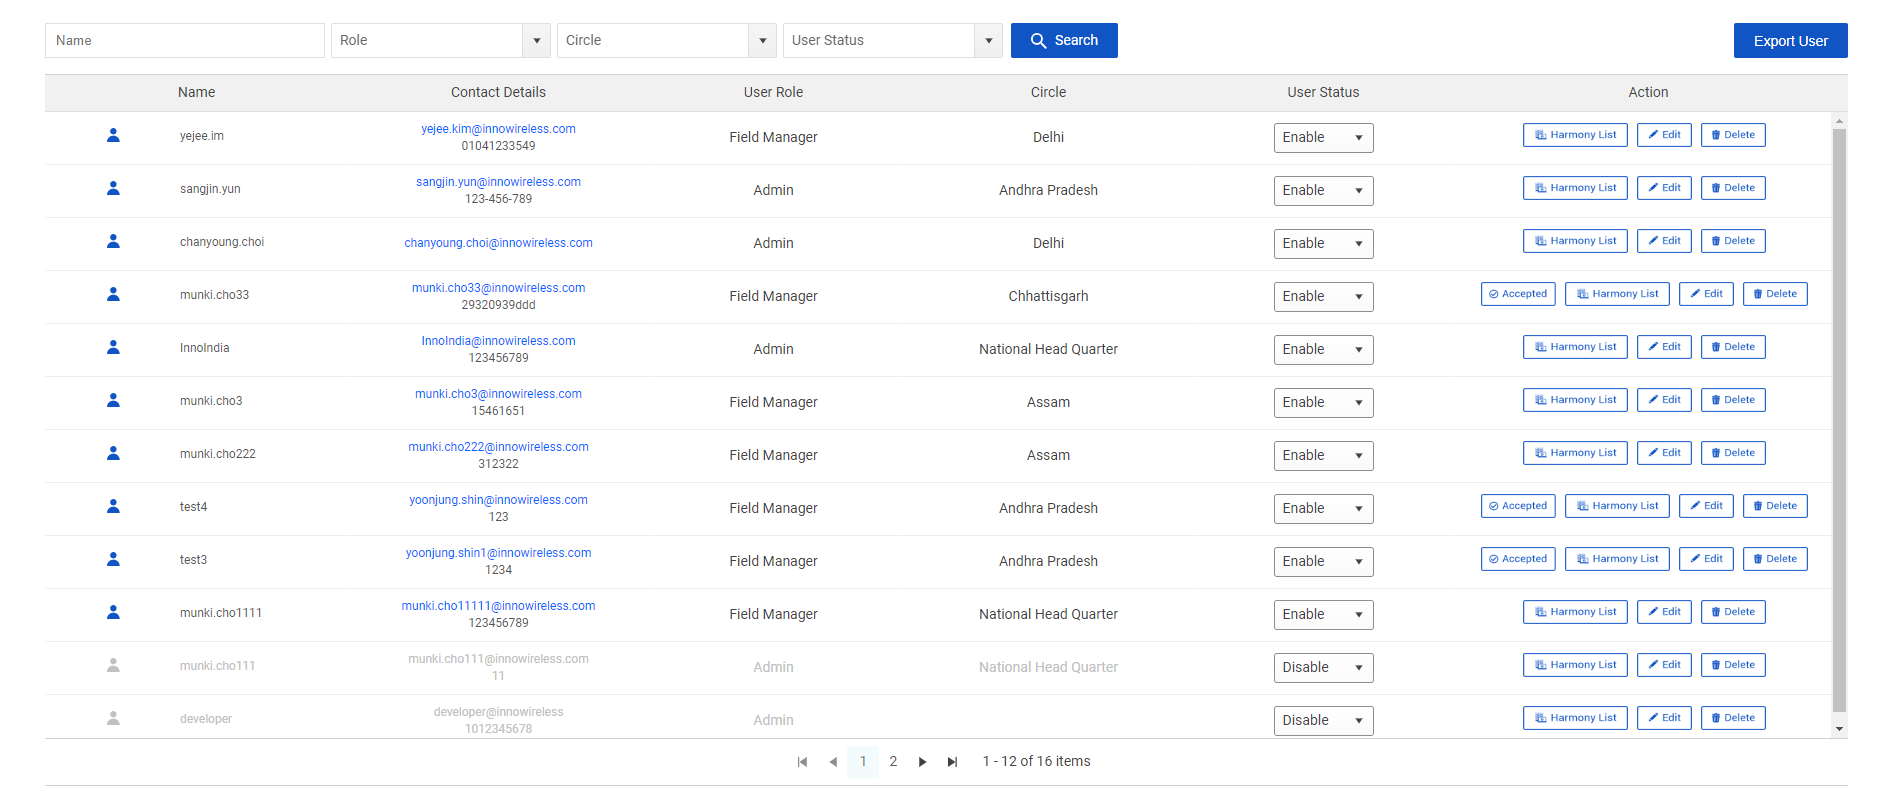 Name Role Circle User Status Search Export User
Name Contact Details User Role Circle User Status Action
yejee.im yejee.kim@innowireless.com Field Manager Delhi Enable Harmony List Edit Delete
01041233549
sangjin.yun sangjin.yun@innowireless.com Admin Andhra Pradesh Enable Harmony List Edit Delete
123-456-789
chanyoung.choi chanyoung.choi@innowireless.com Admin Delhi Enable Harmony List Edit Delete
munki.cho33 munki.cho33@innowireless.com Field Manager Chhattisgarh Enable Accepted Harmony List Edit Delete
29320939ddd
InnoIndia InnoIndia@innowireless.com Admin National Head Quarter Enable Harmony List Edit Delete
123456789
munki.cho3 munki.cho3@innowireless.com Field Manager Assam Enable Harmony List Edit Delete
15461651
munki.cho222 munki.cho222@innowireless.com Field Manager Assam Enable Harmony List Edit Delete
312322
test4 yoonjung.shin@innowireless.com Field Manager Andhra Pradesh Enable Accepted Harmony List Edit Delete
123
test3 yoonjung.shin1@innowireless.com Field Manager Andhra Pradesh Enable Accepted Harmony List Edit Delete
1234
munki.cho1111 munki.cho11111@innowireless.com Field Manager National Head Quarter Enable Harmony List Edit Delete
123456789
munki.cho111 munki.cho111@innowireless.com Admin National Head Quarter Disable Harmony List Edit Delete
11
developer developer@innowireless Admin Disable Harmony List Edit Delete
1012345678
1 2 1 - 12 of 16 items